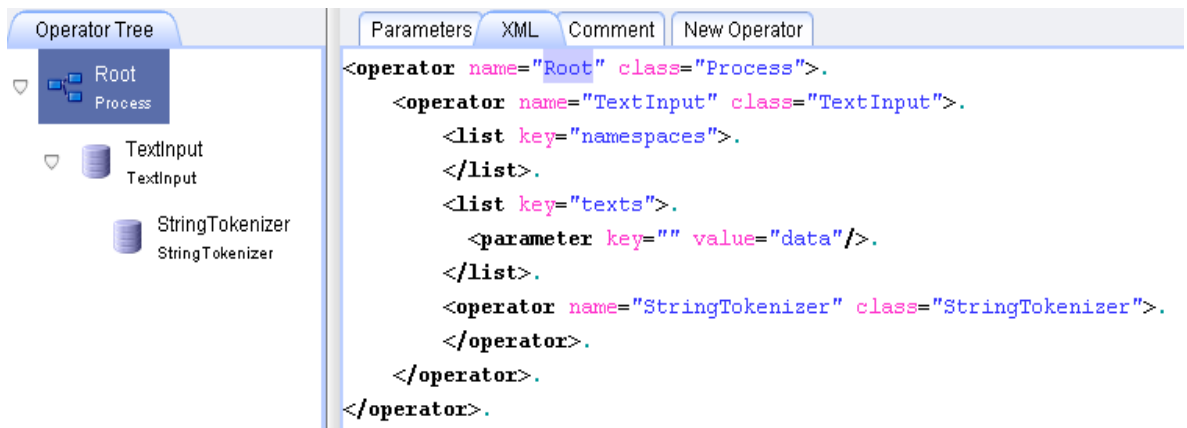 Operator Tree
Root
Process
TextInput
TextInput
StringTokenizer
StringTokenizer
Parameters XML Comment New Operator
<operator name="Root" class="Process">.
<operator name="TextInput" class="TextInput">.
<list key="namespaces">.
</list>.
<list key="texts">.
<parameter key="" value="data"/>.
</list>.
<operator name="StringTokenizer" class="StringTokenizer">.
</operator>.
</operator>.
</operator>.